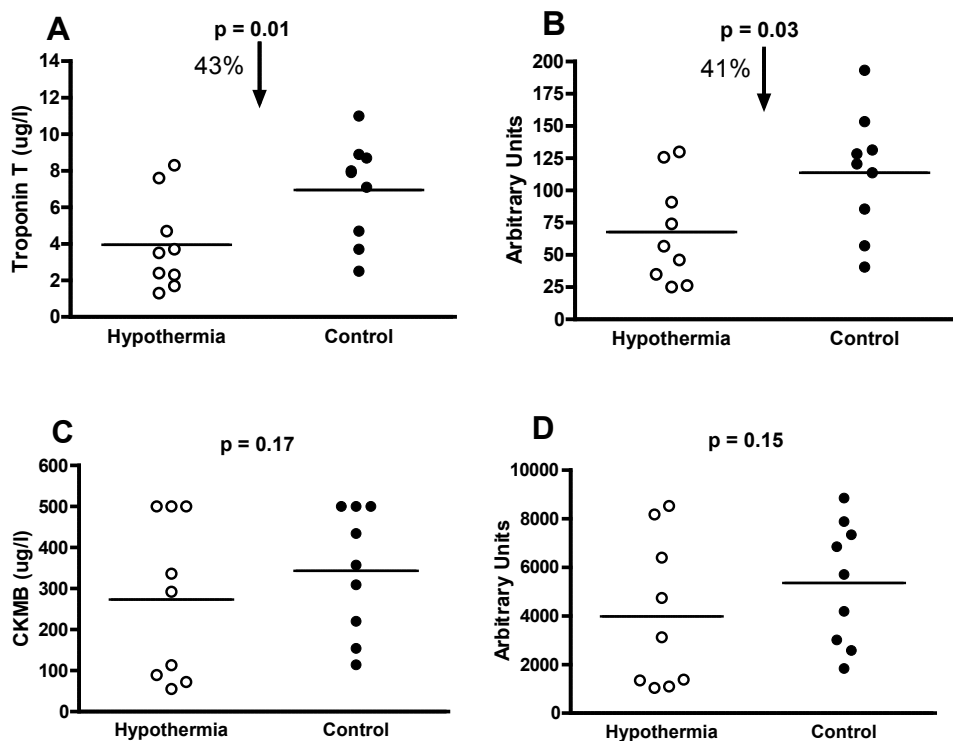 A
p = 0.01
43%
Troponin T (ug/l)
14
12
10
8
6
4
2
0
Hypothermia Control
B
p = 0.03
41%
Arbitrary Units
200
175
150
125
100
75
50
25
0
Hypothermia Control
C
p = 0.17
CKMB (ug/l)
600
500
400
300
200
100
0
Hypothermia Control
D
p = 0.15
Arbitrary Units
10000
8000
6000
4000
2000
0
Hypothermia Control